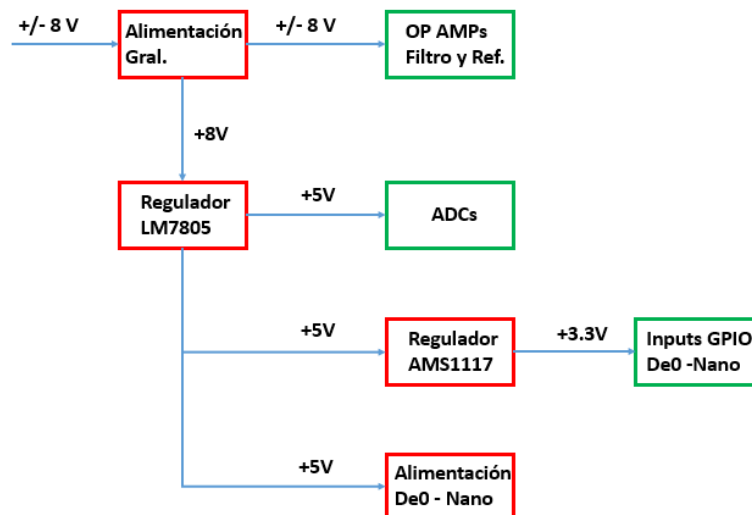 +/- 8 V
Alimentación
Gral.
+/- 8 V
OP AMPs
Filtro y Ref.
+8V
Regulador
LM7805
+5V
ADCs
+5V
Regulador
AMS1117
+3.3V
Inputs GPIO
De0 -Nano
+5V
Alimentación
De0 - Nano